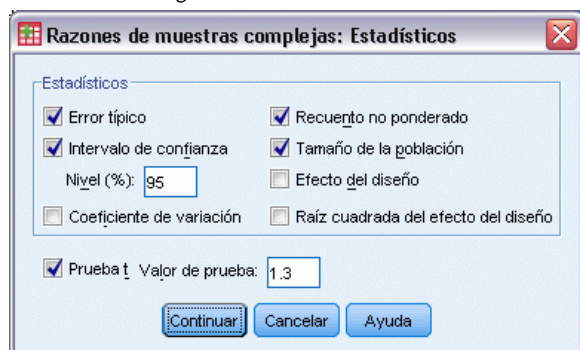 Razones de muestras complejas: Estadísticos
Estadísticos
Error típico
Recuento no ponderado
Intervalo de confianza
Tamaño de la población
Nivel (%): 95
Efecto del diseño
Coeficiente de variación
Raíz cuadrada del efecto del diseño
Prueba t Valor de prueba: 1.3
Continuar Cancelar Ayuda